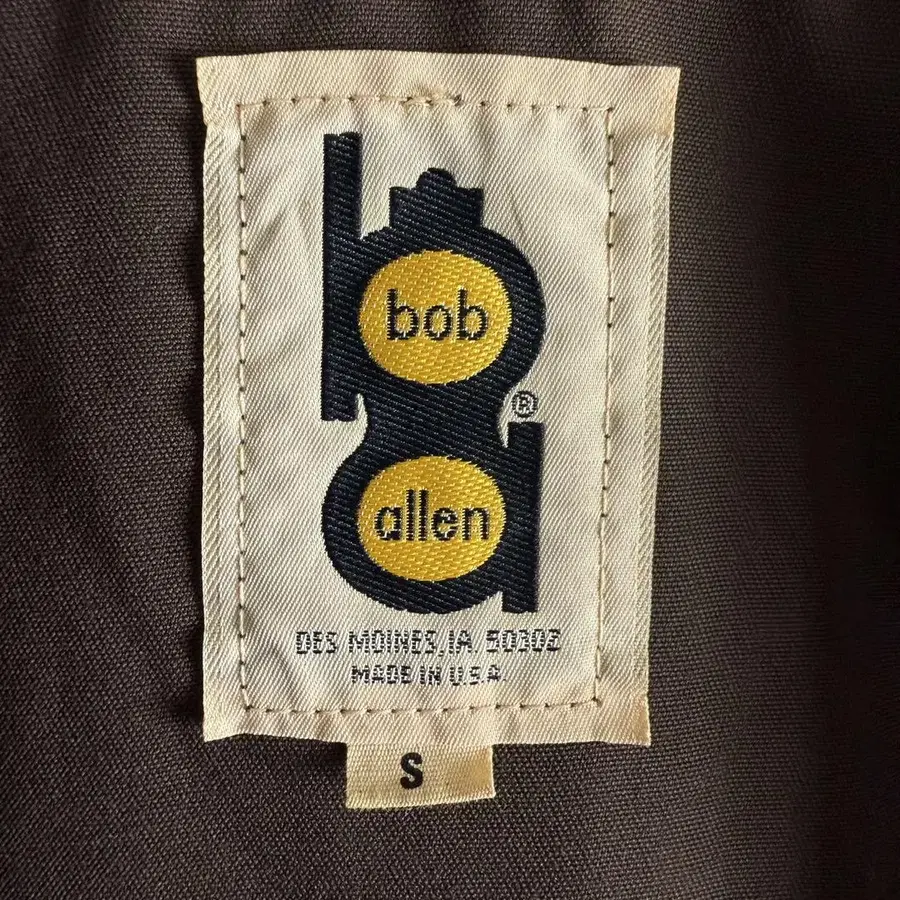 bob
®
allen
DES MOINES, IA. 50302
MADE IN U.S.A.
S